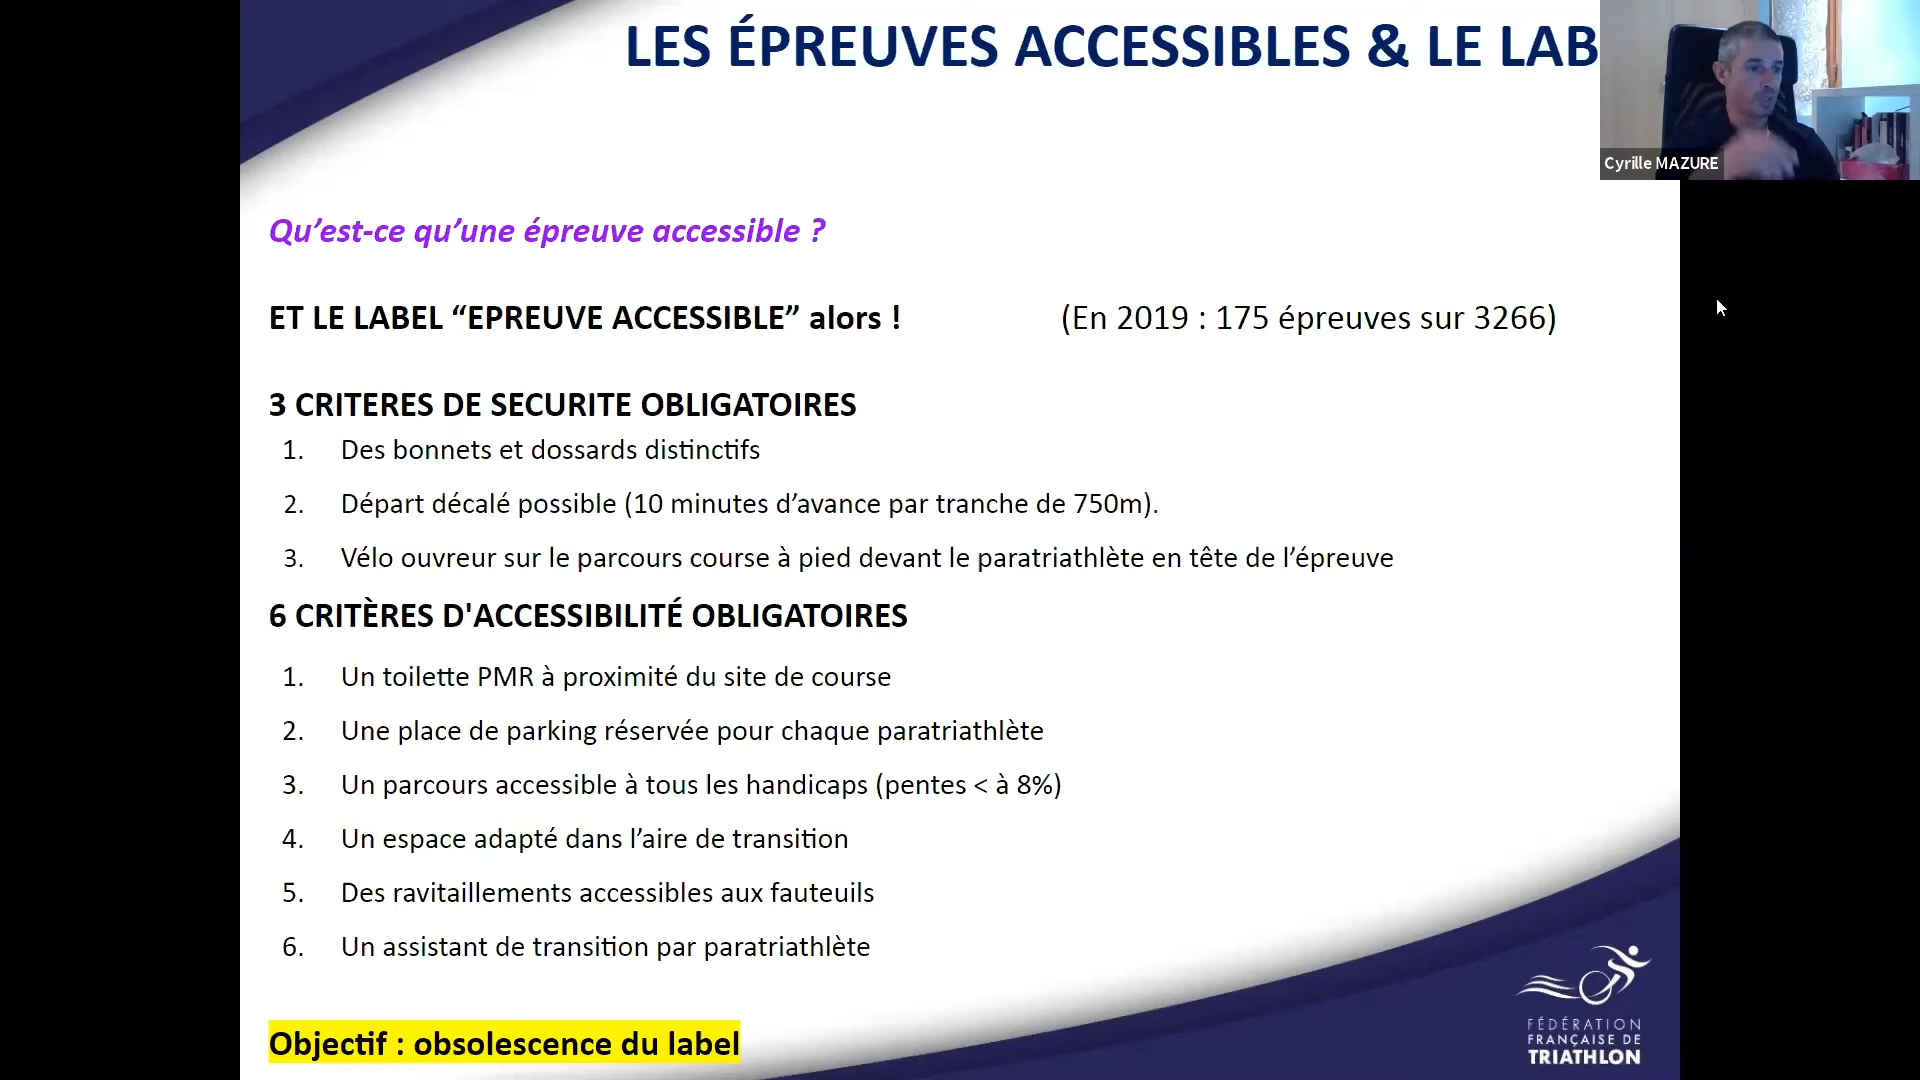 LES ÉPREUVES ACCESSIBLES & LE LAB
Cyrille MAZURE
Qu’est-ce qu’une épreuve accessible ?
ET LE LABEL “EPREUVE ACCESSIBLE” alors ! (En 2019 : 175 épreuves sur 3266)
3 CRITERES DE SECURITE OBLIGATOIRES
1. Des bonnets et dossards distinctifs
2. Départ décalé possible (10 minutes d’avance par tranche de 750m).
3. Vélo ouvreur sur le parcours course à pied devant le paratriathlète en tête de l’épreuve
6 CRITÈRES D'ACCESSIBILITÉ OBLIGATOIRES
1. Un toilette PMR à proximité du site de course
2. Une place de parking réservée pour chaque paratriathlète
3. Un parcours accessible à tous les handicaps (pentes < à 8%)
4. Un espace adapté dans l’aire de transition
5. Des ravitaillements accessibles aux fauteuils
6. Un assistant de transition par paratriathlète
Objectif : obsolescence du label
FÉDÉRATION
FRANÇAISE DE
TRIATHLON